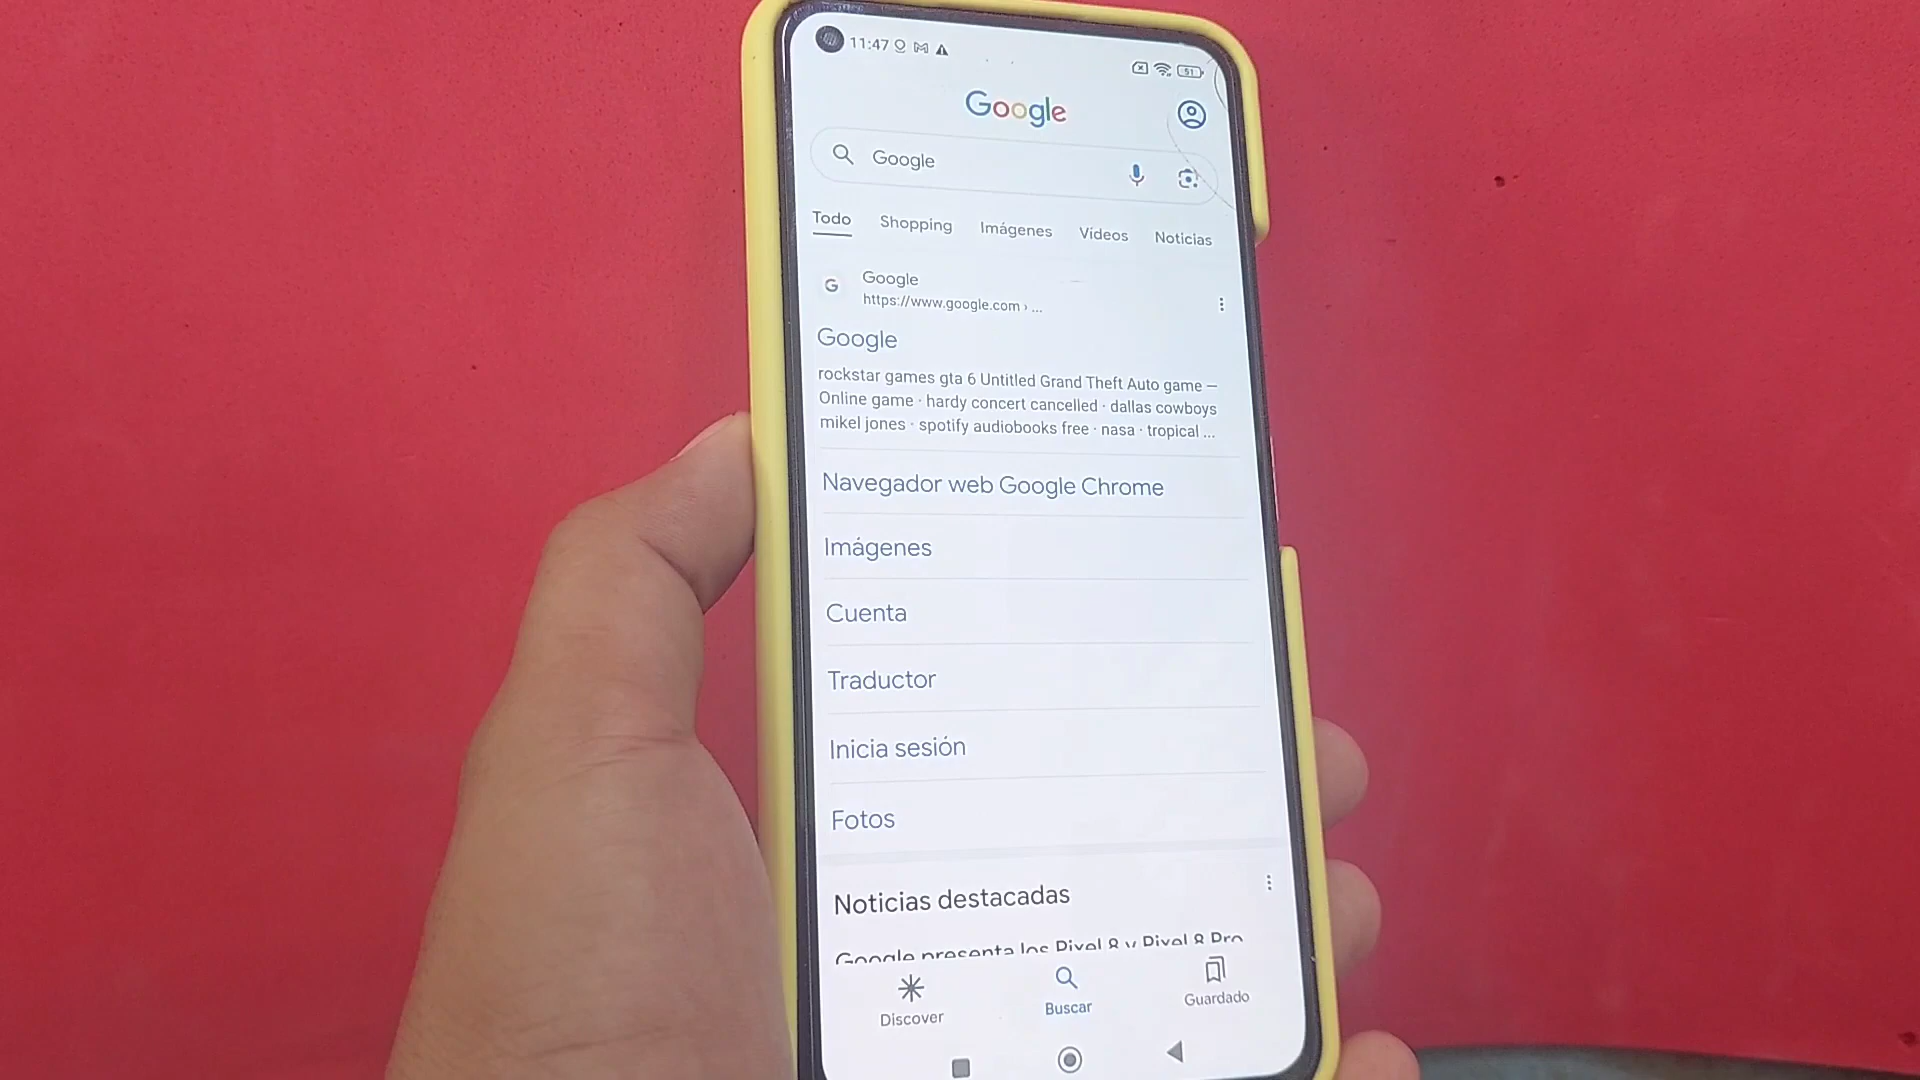 11:47
51
Google
Google
Todo Shopping Imágenes Vídeos Noticias
G
Google
https://www.google.com › ...
Google
rockstar games gta 6 Untitled Grand Theft Auto game —
Online game · hardy concert cancelled · dallas cowboys
mikel jones · spotify audiobooks free · nasa · tropical ...
Navegador web Google Chrome
Imágenes
Cuenta
Traductor
Inicia sesión
Fotos
Noticias destacadas
Google presenta los Pixel 8 y Pixel 8 Pro
Discover Buscar Guardado